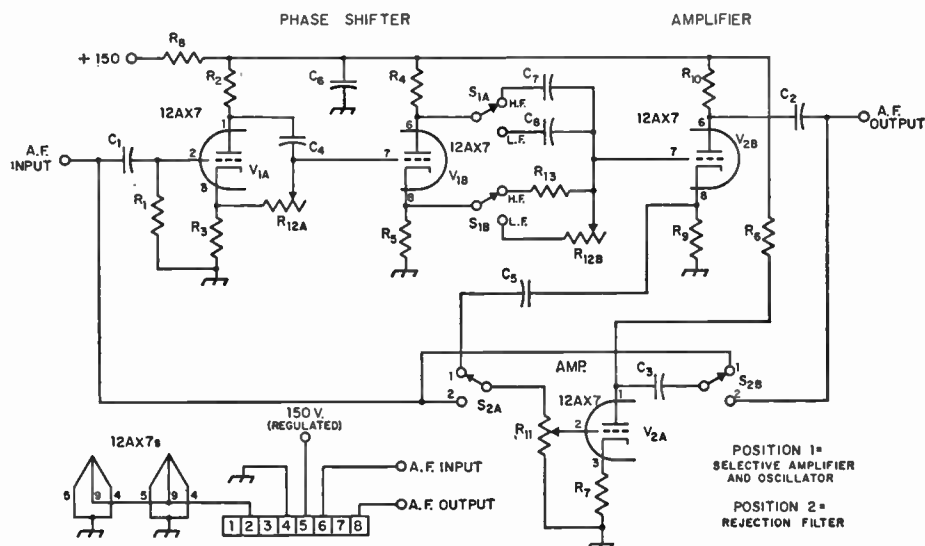 PHASE SHIFTER
AMPLIFIER
+ 150
R8
R2
C6
R4
S1A
H.F.
C7
R10
C2
A.F.
OUTPUT
12AX7
1
C4
6
12AX7
L.F.
C8
12AX7
6
A.F.
INPUT
C1
2
V1A
7
V1B
7
V2B
8
R1
R3
R12A
8
R5
S1B
H.F.
R13
L.F.
R12B
8
R9
R6
C5
AMP.
1
2
S2A
12AX7
1
C3
1
S2B
2
R11
2
V2A
3
R7
150 V.
(REGULATED)
12AX7s
5 9 4 5 9 4
A.F. INPUT
A.F. OUTPUT
1 2 3 4 5 6 7 8
POSITION 1=
SELECTIVE AMPLIFIER
AND OSCILLATOR
POSITION 2=
REJECTION FILTER